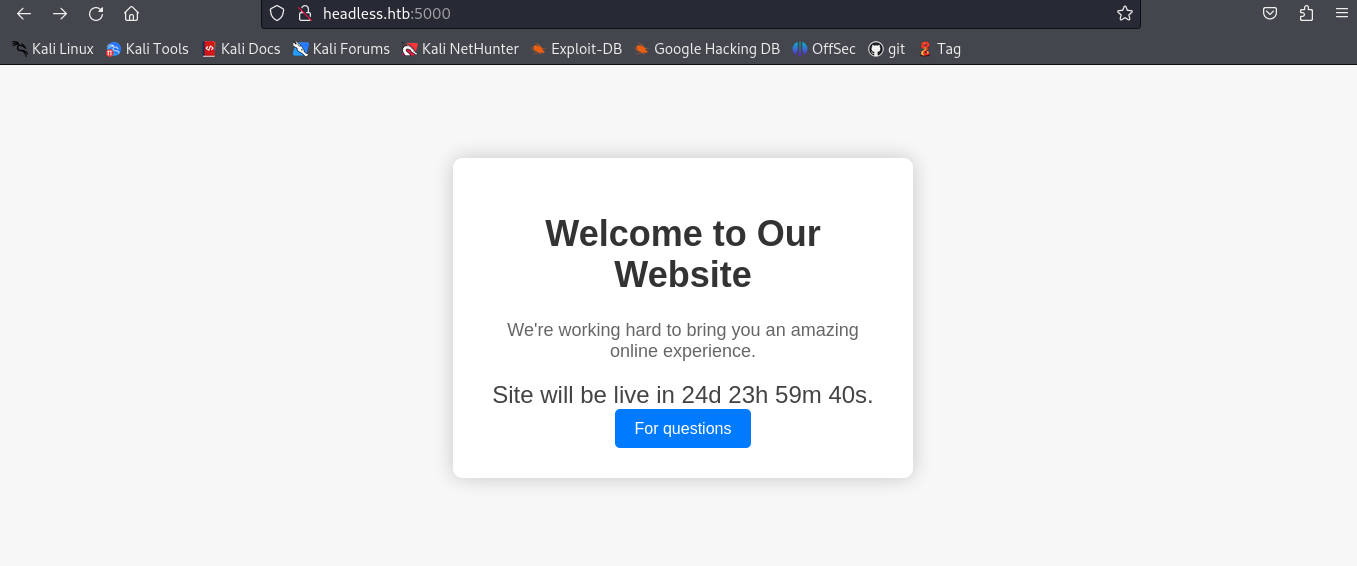 headless.htb:5000
Kali Linux Kali Tools Kali Docs Kali Forums Kali NetHunter Exploit-DB Google Hacking DB OffSec git Tag
Welcome to Our
Website
We're working hard to bring you an amazing
online experience.
Site will be live in 24d 23h 59m 40s.
For questions